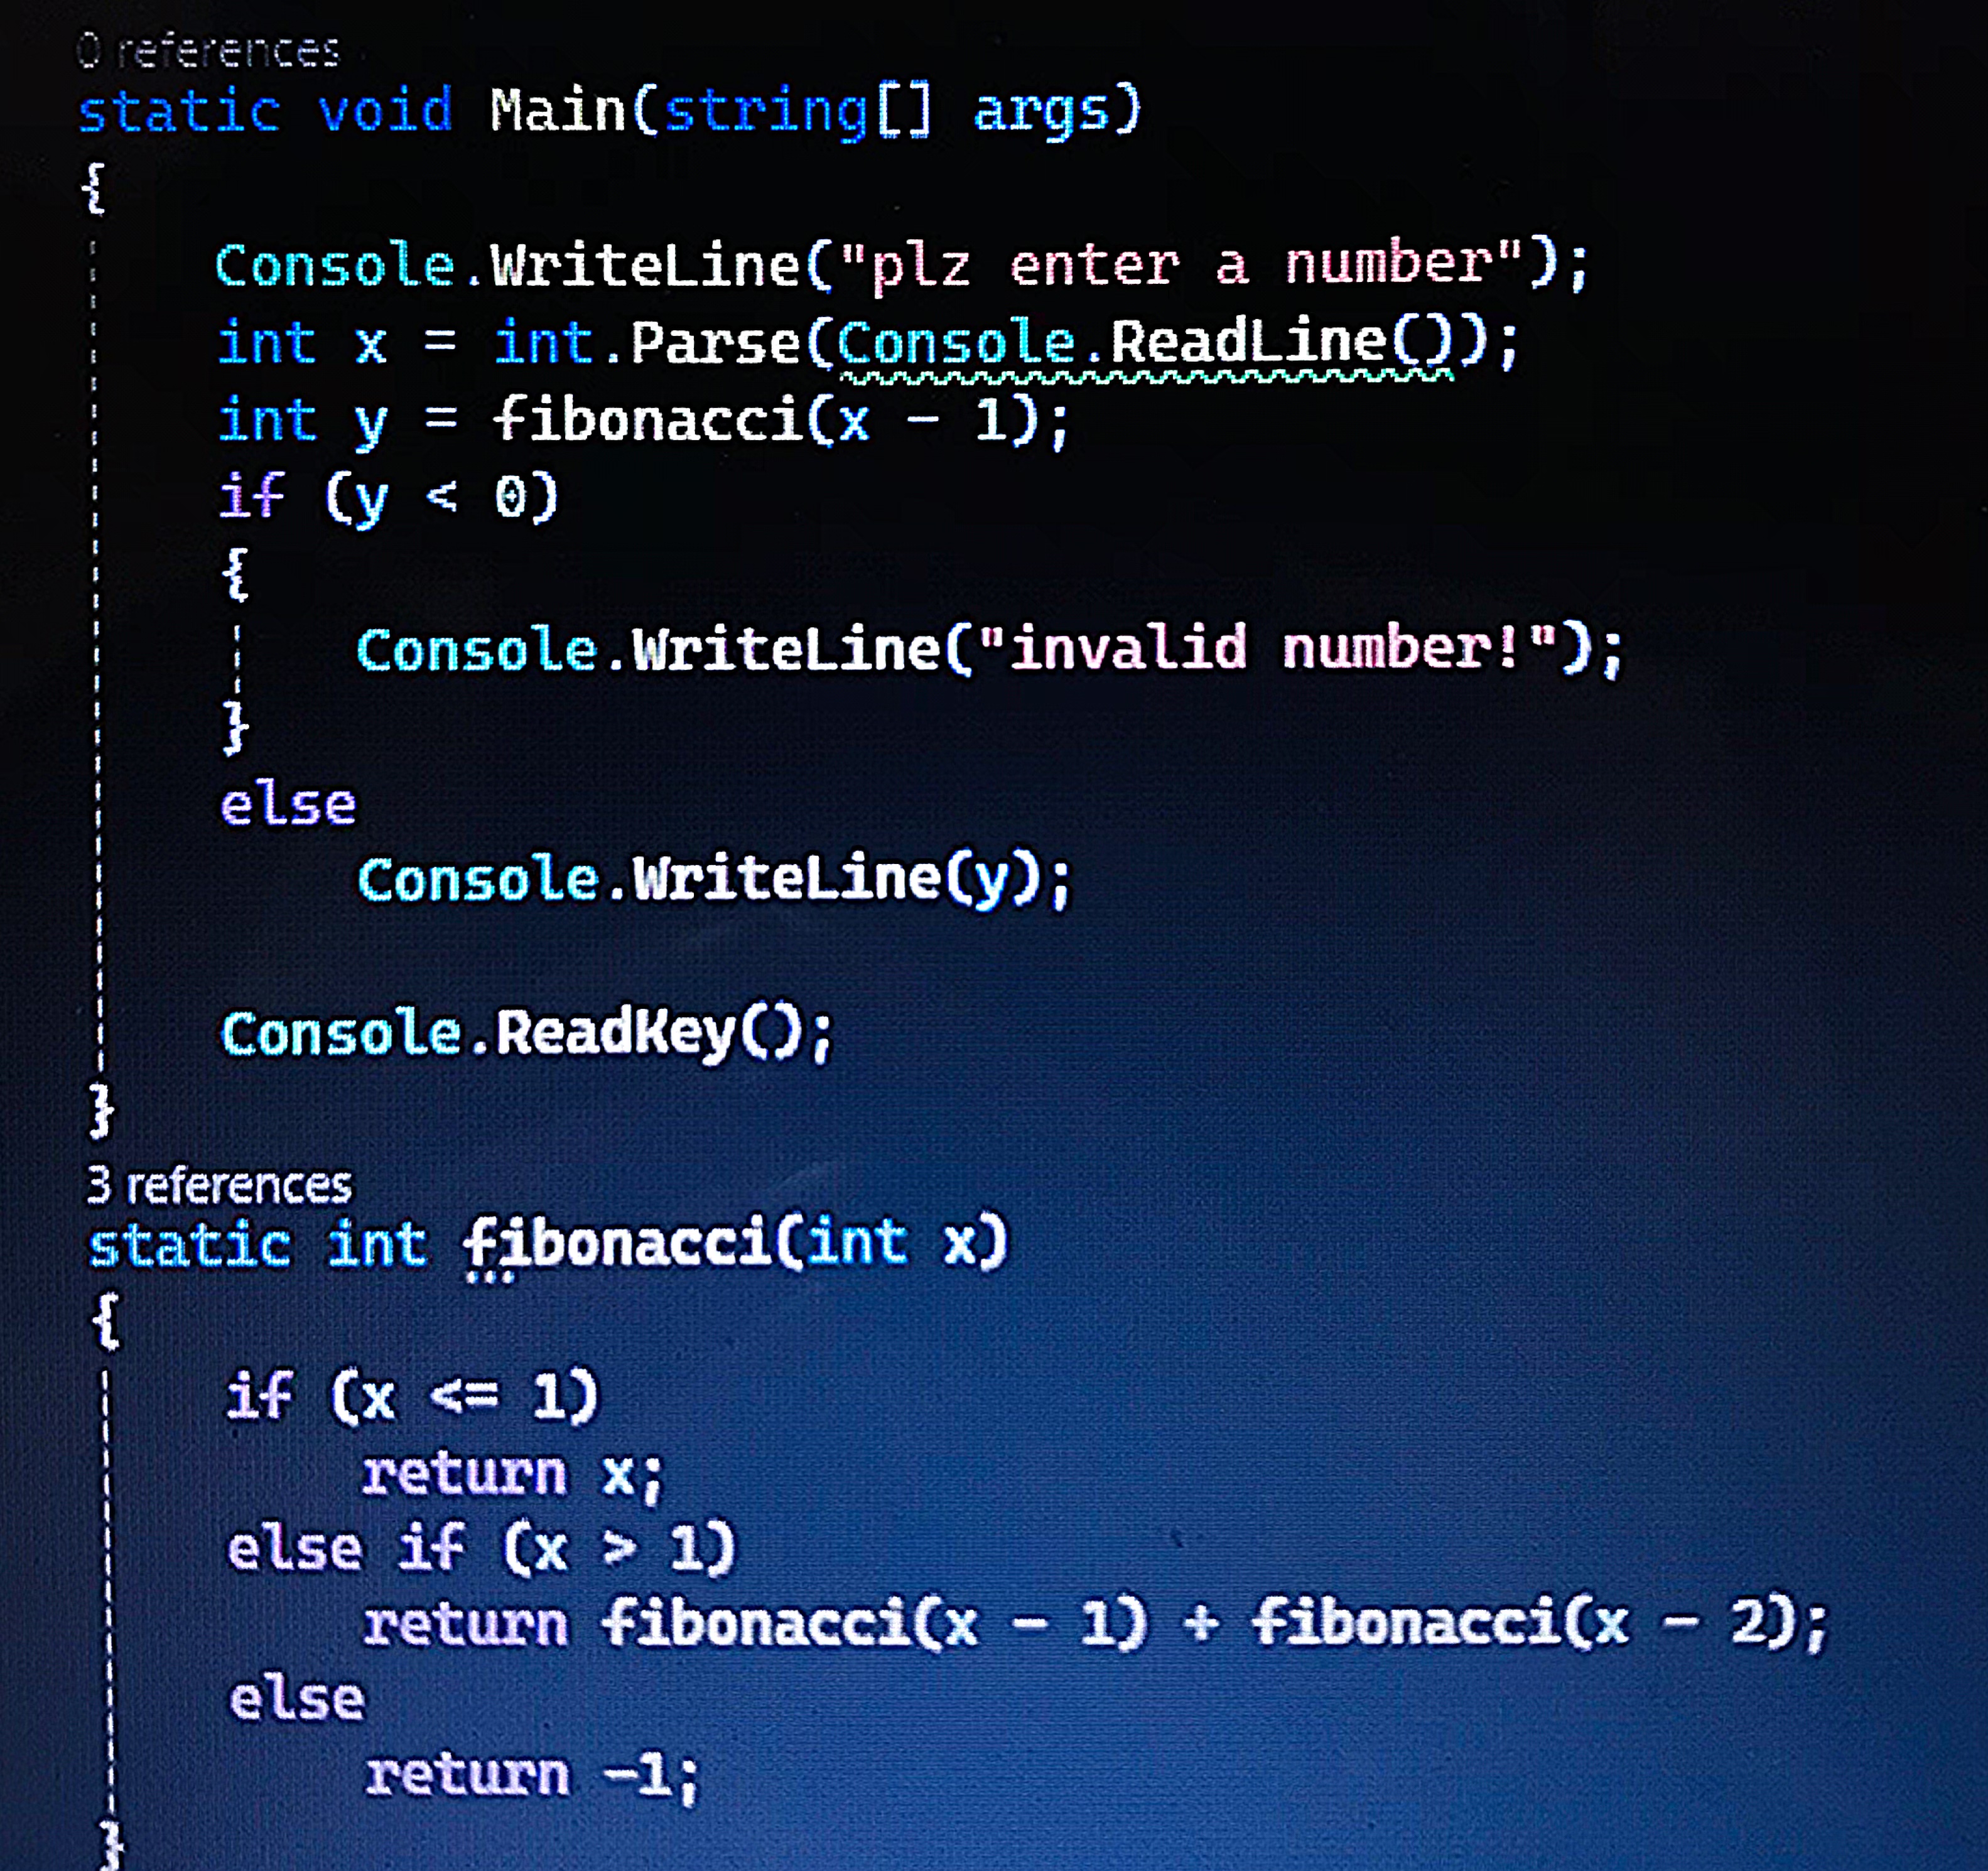 0 references
static void Main(string[] args)
{
Console.WriteLine("plz enter a number");
int x = int.Parse(Console.ReadLine());
int y = fibonacci(x - 1);
if (y < 0)
{
Console.WriteLine("invalid number!");
}
else
Console.WriteLine(y);
Console.ReadKey();
}
3 references
static int fibonacci(int x)
{
if (x <= 1)
return x;
else if (x > 1)
return fibonacci(x - 1) + fibonacci(x - 2);
else
return -1;
}